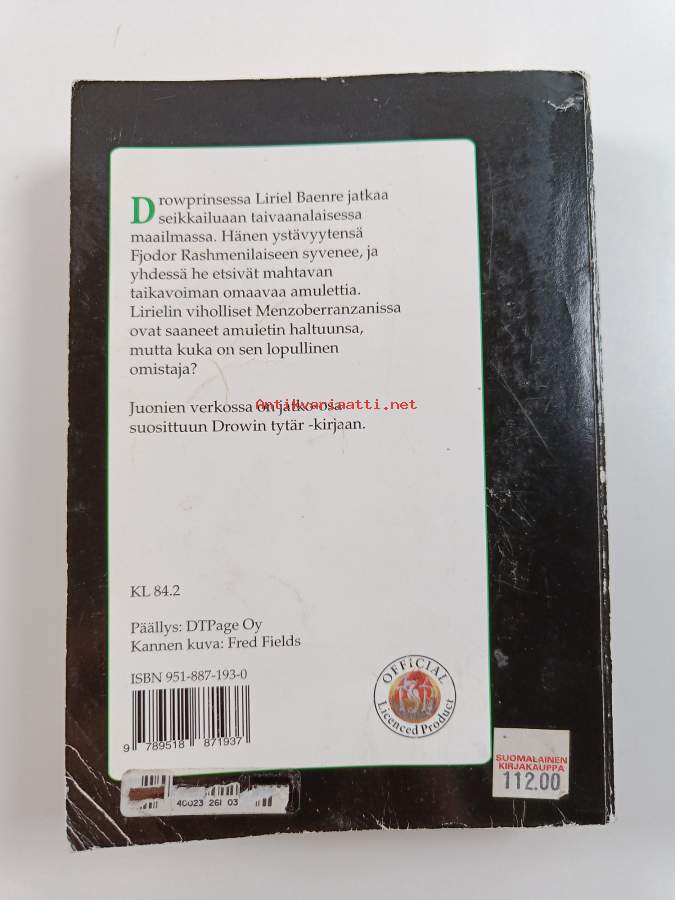 Drowprinsessa Liriel Baenre jatkaa
seikkailuaan taivaanalaisessa
maailmassa. Hänen ystävyytensä
Fjodor Rashmenilaiseen syvenee, ja
yhdessä he etsivät mahtavan
taikavoiman omaavaa amulettia.
Lirielin viholliset Menzoberranzanissa
ovat saaneet amuletin haltuunsa,
mutta kuka on sen lopullinen
omistaja?
Juonien verkossa on jatko-osa
Antikvariaatti.net
suosittuun Drowin tytär -kirjaan.
KL 84.2
Päällys: DTPage Oy
Kannen kuva: Fred Fields
ISBN 951-887-193-0
9 789518 871937
OFFICIAL
Licenced Product
SUOMALAINEN
KIRJAKAUPPA
112.00
40023 261 03